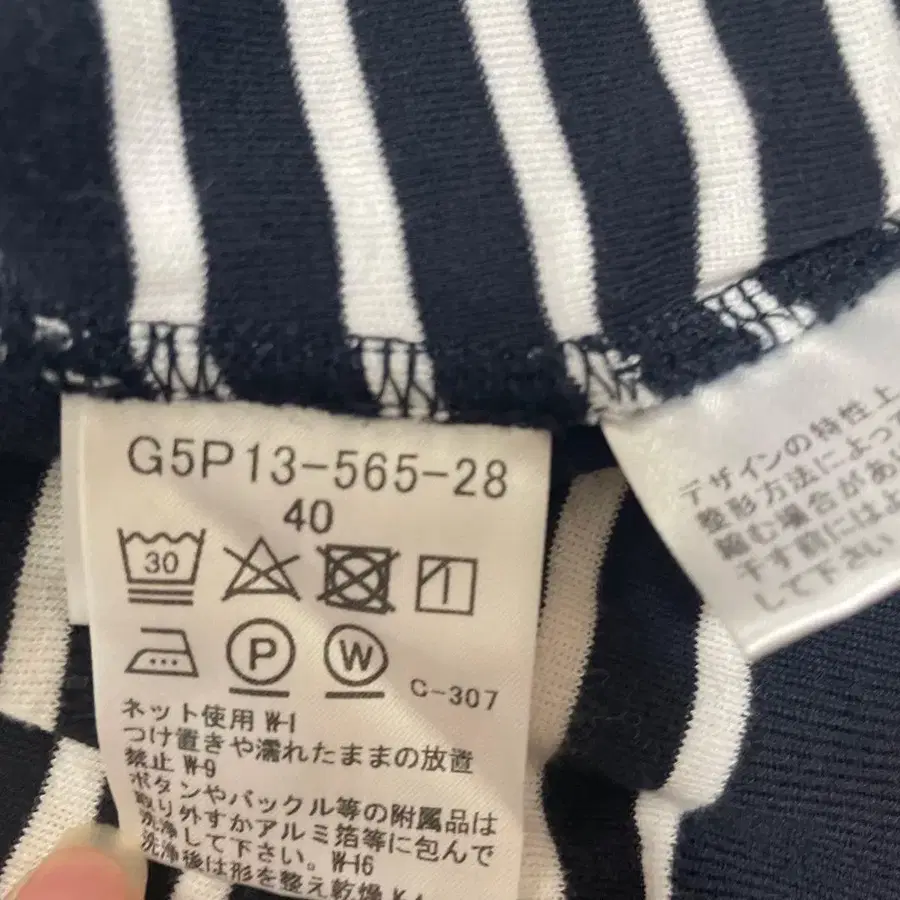 G5P13-565-28
40
30
P
W
C-307
ネット使用 W-1
つけ置きや濡れたままの放置
禁止 W-9
ボタンやバックル等の附属品は
取り外すかアルミ箔等に包んで
洗浄して下さい。W-16
洗浄後は形を整え乾燥
デザインの特性上
整形方法によって
縮む場合があ
干す前にはよ
して下さい